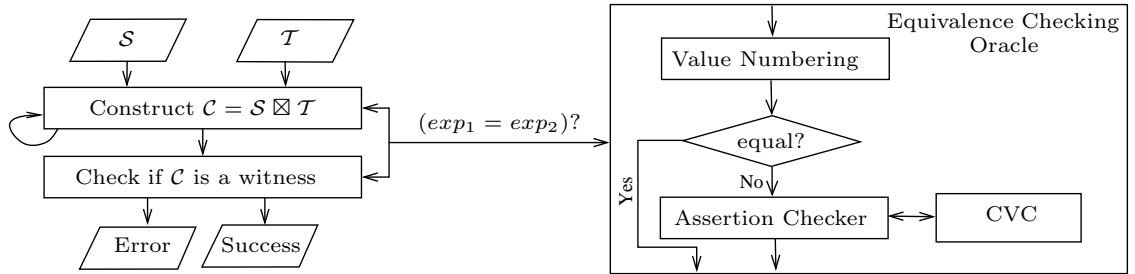 𝒮
𝒯
Construct 𝒞 = 𝒮 ⊠ 𝒯
Check if 𝒞 is a witness
Error
Success
(exp₁ = exp₂)?
Equivalence Checking
Oracle
Value Numbering
equal?
Yes
No
Assertion Checker
CVC